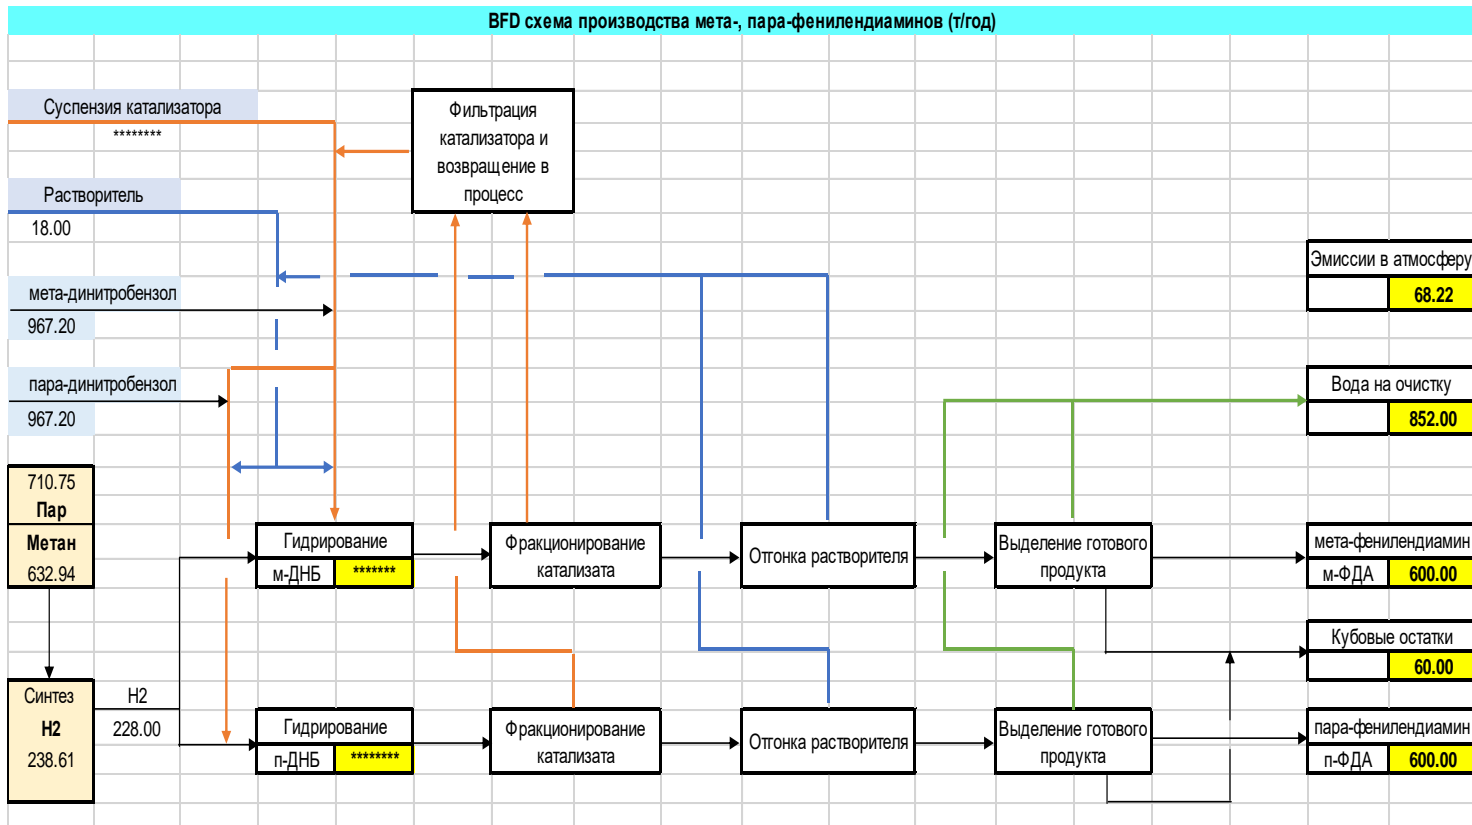 BFD схема производства мета-, пара-фенилендиаминов (т/год)
Суспензия катализатора
********
Фильтрация
катализатора и
возвращение в
процесс
Растворитель
18.00
Эмиссии в атмосферу
68.22
мета-динитробензол
967.20
пара-динитробензол
967.20
Вода на очистку
852.00
710.75
Пар
Метан
632.94
Гидрирование
м-ДНБ *******
Фракционирование
катализата
Отгонка растворителя
Выделение готового
продукта
мета-фенилендиамин
м-ФДА 600.00
Кубовые остатки
60.00
Синтез
Н2
238.61
Н2
228.00
Гидрирование
п-ДНБ ********
Фракционирование
катализата
Отгонка растворителя
Выделение готового
продукта
пара-фенилендиамин
п-ФДА 600.00